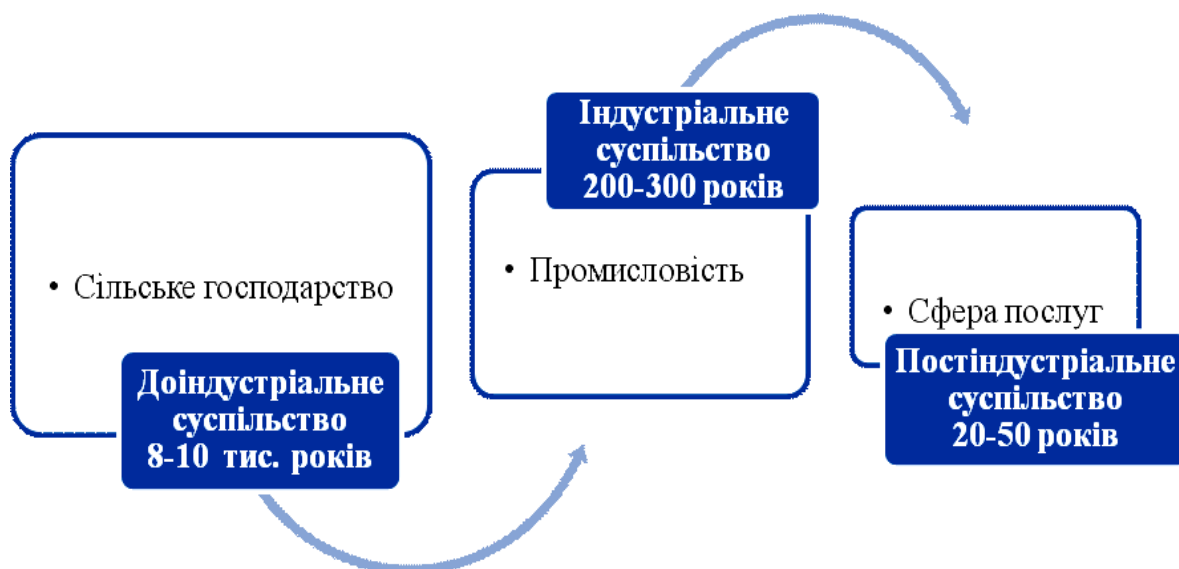 • Сільське господарство
Доіндустріальне
суспільство
8-10 тис. років
Індустріальне
суспільство
200-300 років
• Промисловість
• Сфера послуг
Постіндустріальне
суспільство
20-50 років